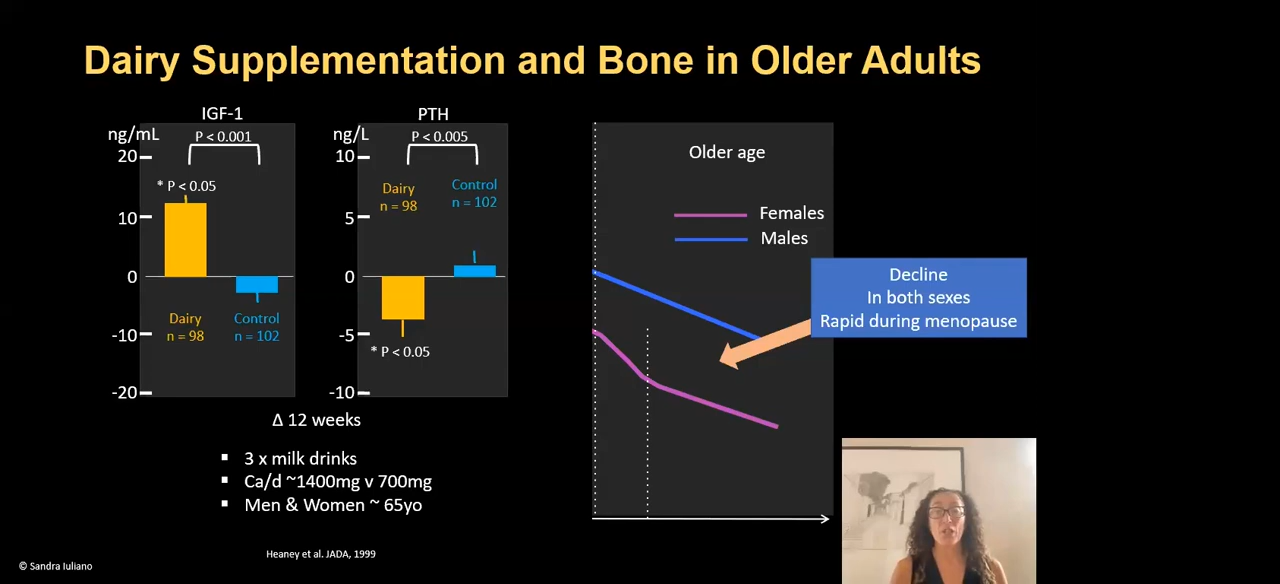 Dairy Supplementation and Bone in Older Adults
IGF-1
ng/mL
P < 0.001
20
* P < 0.05
10
0
Dairy
n = 98
Control
n = 102
-10
-20
PTH
ng/L
P < 0.005
10
Dairy
n = 98
Control
n = 102
5
0
-5
* P < 0.05
-10
Δ 12 weeks
▪ 3 x milk drinks
▪ Ca/d ~1400mg v 700mg
▪ Men & Women ~ 65yo
Heaney et al. JADA, 1999
Older age
Females
Males
Decline
In both sexes
Rapid during menopause
© Sandra Iuliano